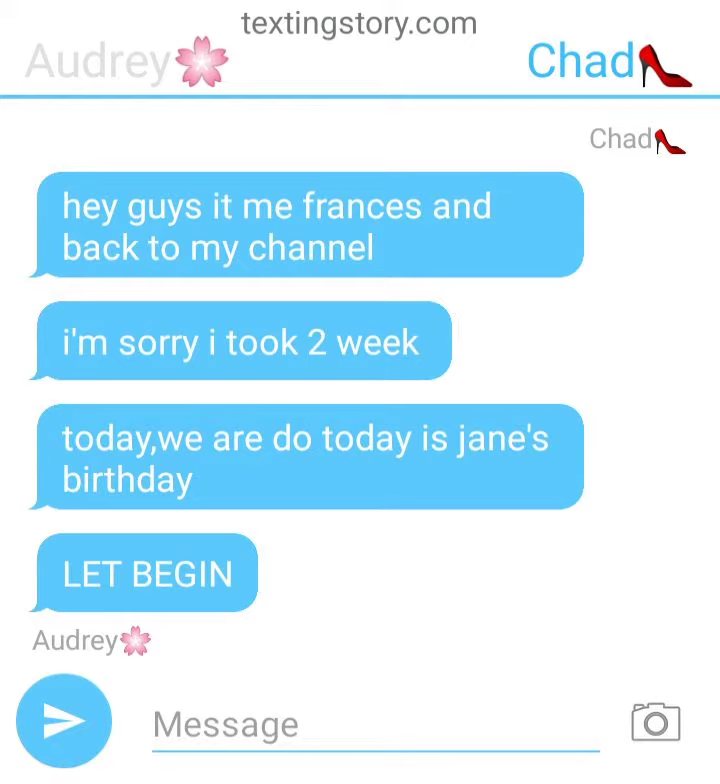 textingstory.com
Audrey🌸 Chad👠
Chad👠
hey guys it me frances and
back to my channel
i'm sorry i took 2 week
today,we are do today is jane's
birthday
LET BEGIN
Audrey🌸
Message